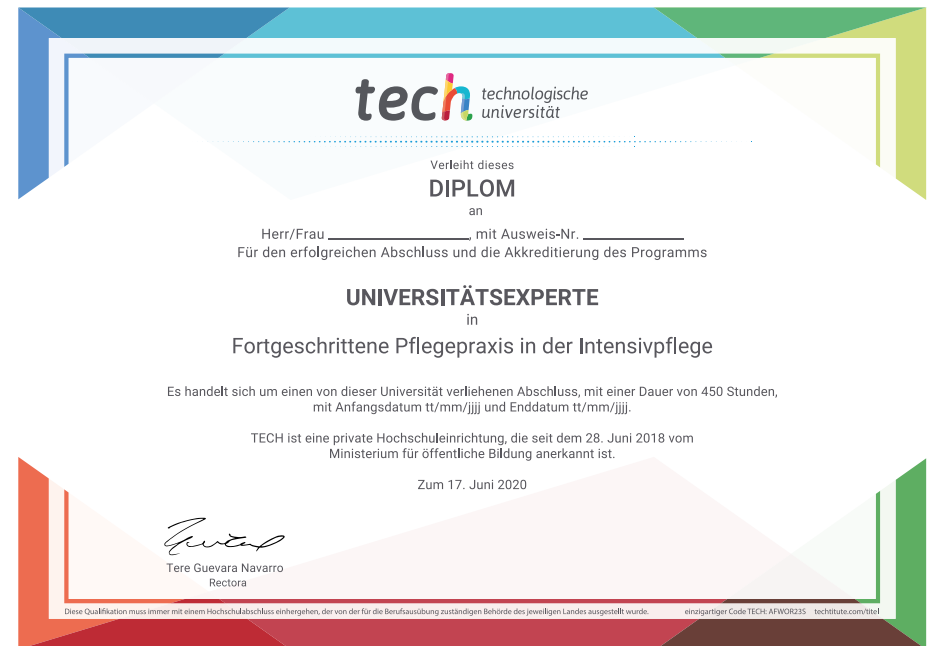 tech technologische
universität
Verleiht dieses
DIPLOM
an
Herr/Frau ____________________, mit Ausweis-Nr. ______________
Für den erfolgreichen Abschluss und die Akkreditierung des Programms
UNIVERSITÄTSEXPERTE
in
Fortgeschrittene Pflegepraxis in der Intensivpflege
Es handelt sich um einen von dieser Universität verliehenen Abschluss, mit einer Dauer von 450 Stunden,
mit Anfangsdatum tt/mm/jjjj und Enddatum tt/mm/jjjj.
TECH ist eine private Hochschuleinrichtung, die seit dem 28. Juni 2018 vom
Ministerium für öffentliche Bildung anerkannt ist.
Zum 17. Juni 2020
Tere Guevara Navarro
Rectora
Diese Qualifikation muss immer mit einem Hochschulabschluss einhergehen, der von der für die Berufsausübung zuständigen Behörde des jeweiligen Landes ausgestellt wurde. einzigartiger Code TECH: AFWOR23S techtitute.com/titel